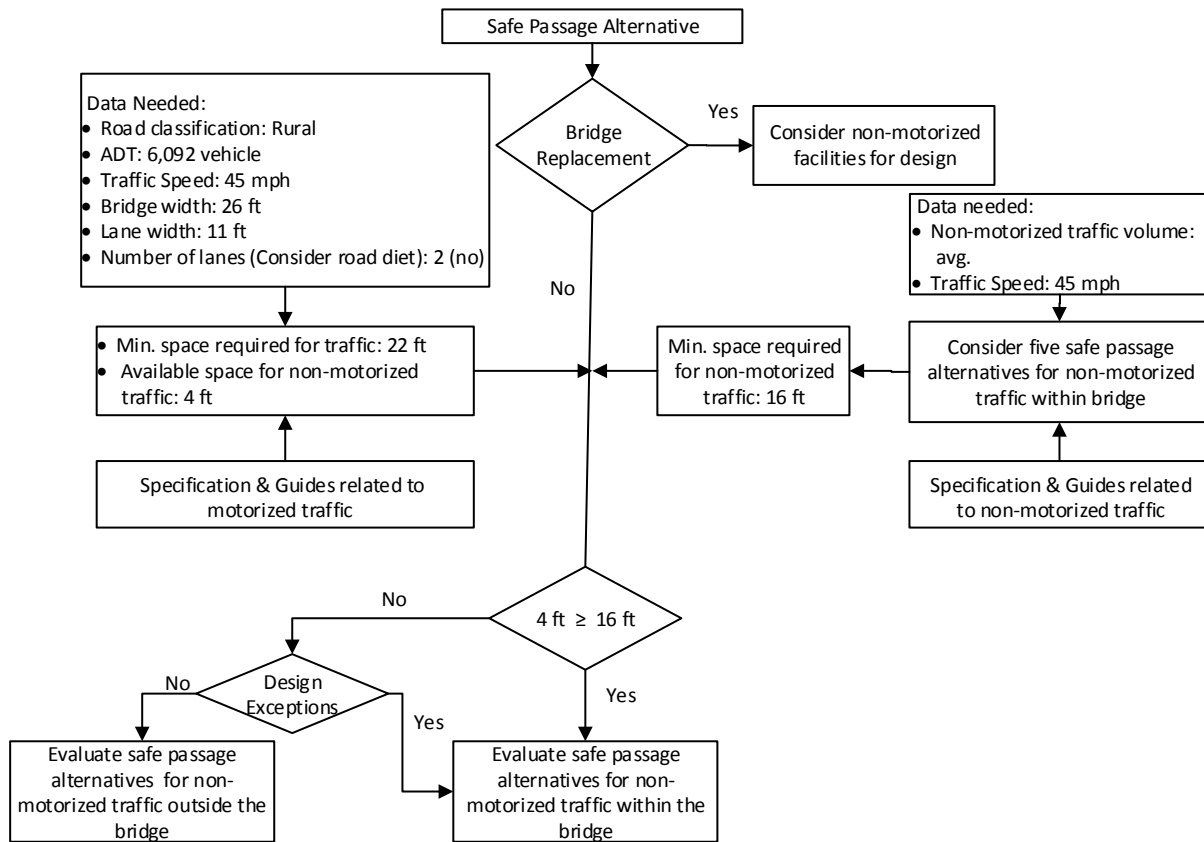 Safe Passage Alternative
Data Needed:
• Road classification: Rural
• ADT: 6,092 vehicle
• Traffic Speed: 45 mph
• Bridge width: 26 ft
• Lane width: 11 ft
• Number of lanes (Consider road diet): 2 (no)
Bridge
Replacement
Yes
Consider non-motorized
facilities for design
No
Data needed:
• Non-motorized traffic volume:
avg.
• Traffic Speed: 45 mph
• Min. space required for traffic: 22 ft
• Available space for non-motorized
traffic: 4 ft
Min. space required
for non-motorized
traffic: 16 ft
Consider five safe passage
alternatives for non-motorized
traffic within bridge
Specification & Guides related to
motorized traffic
Specification & Guides related
to non-motorized traffic
No
4 ft ≥ 16 ft
No
Design
Exceptions
Yes
Yes
Evaluate safe passage
alternatives for non-
motorized traffic outside the
bridge
Evaluate safe passage
alternatives for non-
motorized traffic within the
bridge